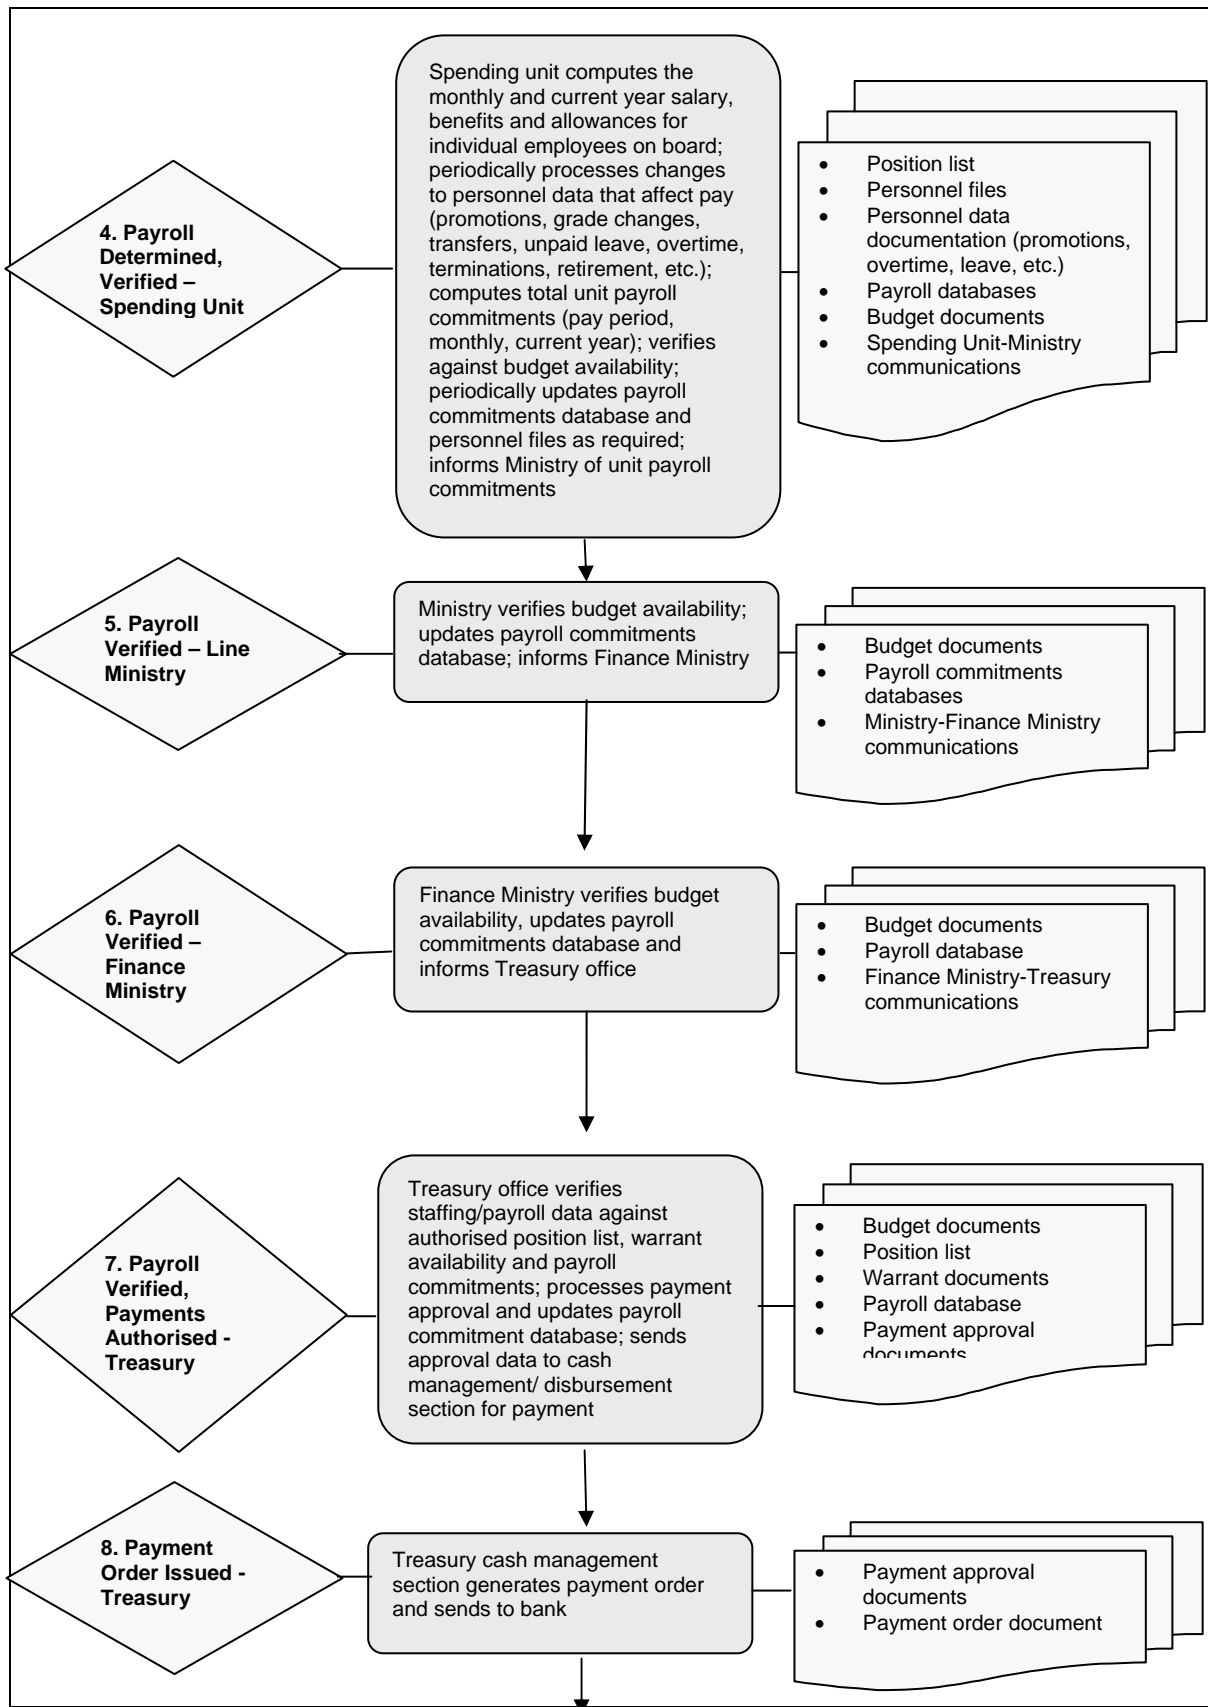 4. Payroll
Determined,
Verified –
Spending Unit
Spending unit computes the
monthly and current year salary,
benefits and allowances for
individual employees on board;
periodically processes changes
to personnel data that affect pay
(promotions, grade changes,
transfers, unpaid leave, overtime,
terminations, retirement, etc.);
computes total unit payroll
commitments (pay period,
monthly, current year); verifies
against budget availability;
periodically updates payroll
commitments database and
personnel files as required;
informs Ministry of unit payroll
commitments
• Position list
• Personnel files
• Personnel data
documentation (promotions,
overtime, leave, etc.)
• Payroll databases
• Budget documents
• Spending Unit-Ministry
communications
5. Payroll
Verified – Line
Ministry
Ministry verifies budget availability;
updates payroll commitments
database; informs Finance Ministry
• Budget documents
• Payroll commitments
databases
• Ministry-Finance Ministry
communications
6. Payroll
Verified –
Finance
Ministry
Finance Ministry verifies budget
availability, updates payroll
commitments database and
informs Treasury office
• Budget documents
• Payroll database
• Finance Ministry-Treasury
communications
7. Payroll
Verified,
Payments
Authorised -
Treasury
Treasury office verifies
staffing/payroll data against
authorised position list, warrant
availability and payroll
commitments; processes payment
approval and updates payroll
commitment database; sends
approval data to cash
management/ disbursement
section for payment
• Budget documents
• Position list
• Warrant documents
• Payroll database
• Payment approval
documents
8. Payment
Order Issued -
Treasury
Treasury cash management
section generates payment order
and sends to bank
• Payment approval
documents
• Payment order document